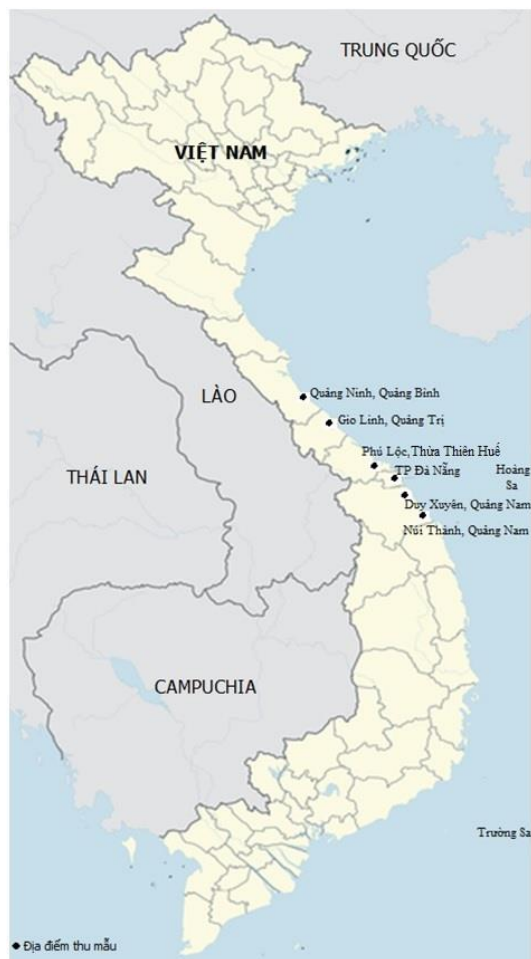 TRUNG QUỐC
VIỆT NAM
LÀO
Quảng Ninh, Quảng Bình
Gio Linh, Quảng Trị
THÁI LAN
Phú Lộc,Thừa Thiên Huế
TP Đà Nẵng
Hoàng
Sa
Duy Xuyên, Quảng Nam
Núi Thành, Quảng Nam
CAMPUCHIA
Trường Sa
Địa điểm thu mẫu